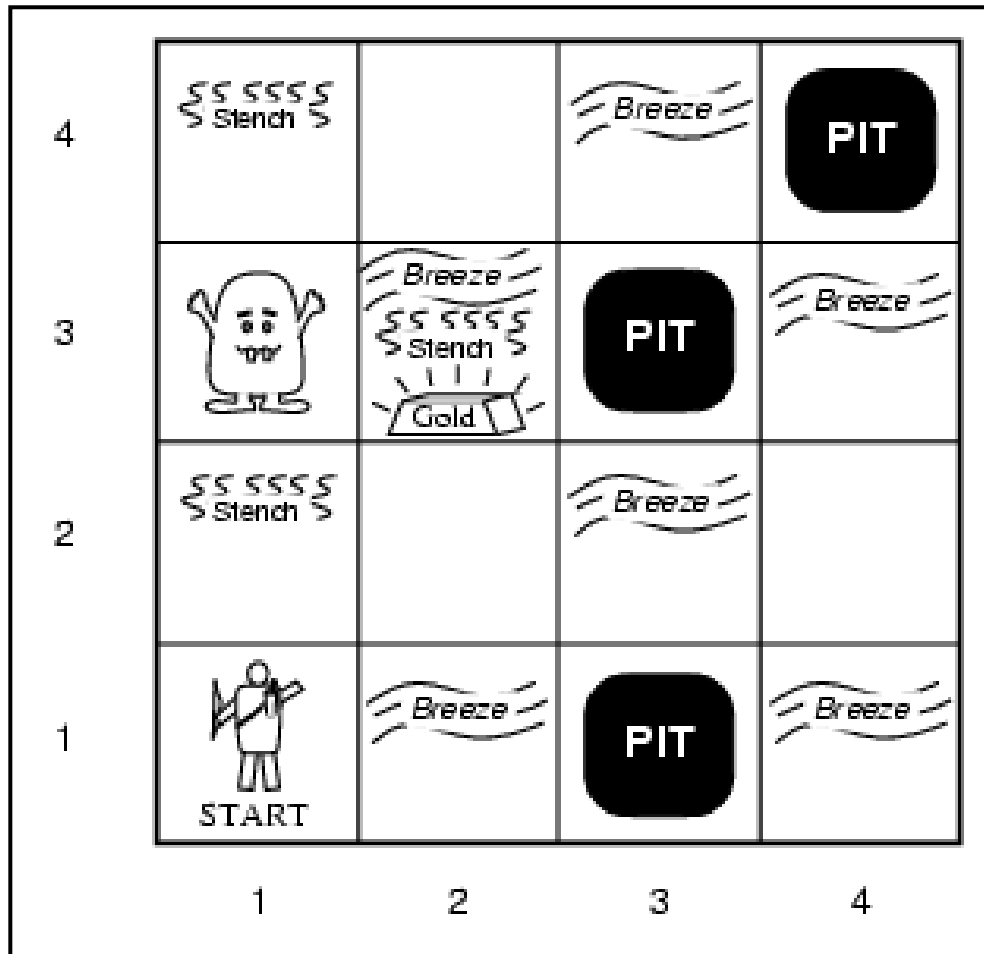 4
Stench
Breeze
PIT
3
Breeze
Stench
Gold
PIT
Breeze
2
Stench
Breeze
1
START
Breeze
PIT
Breeze
1 2 3 4